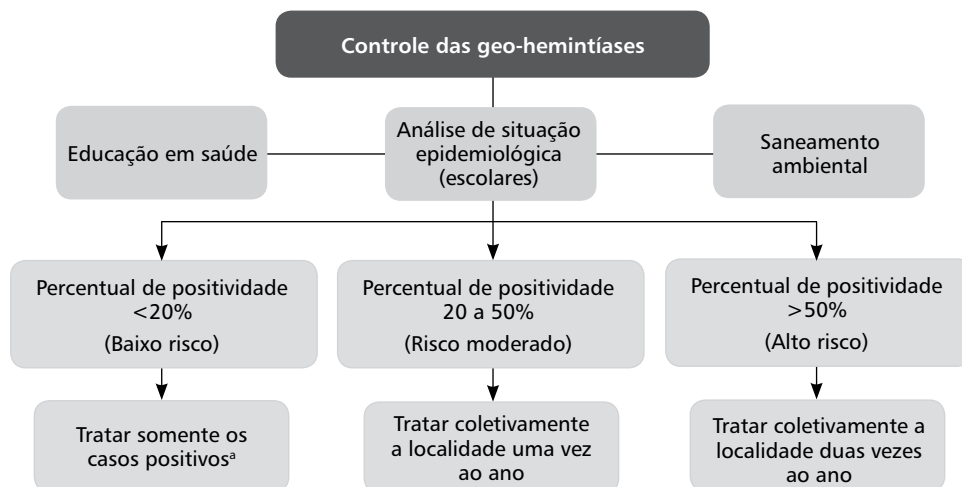 Controle das geo-hemintíases
Educação em saúde
Análise de situação
epidemiológica
(escolares)
Saneamento
ambiental
Percentual de positividade
<20%
(Baixo risco)
Percentual de positividade
20 a 50%
(Risco moderado)
Percentual de positividade
>50%
(Alto risco)
Tratar somente os
casos positivosª
Tratar coletivamente
a localidade uma vez
ao ano
Tratar coletivamente a
localidade duas vezes
ao ano